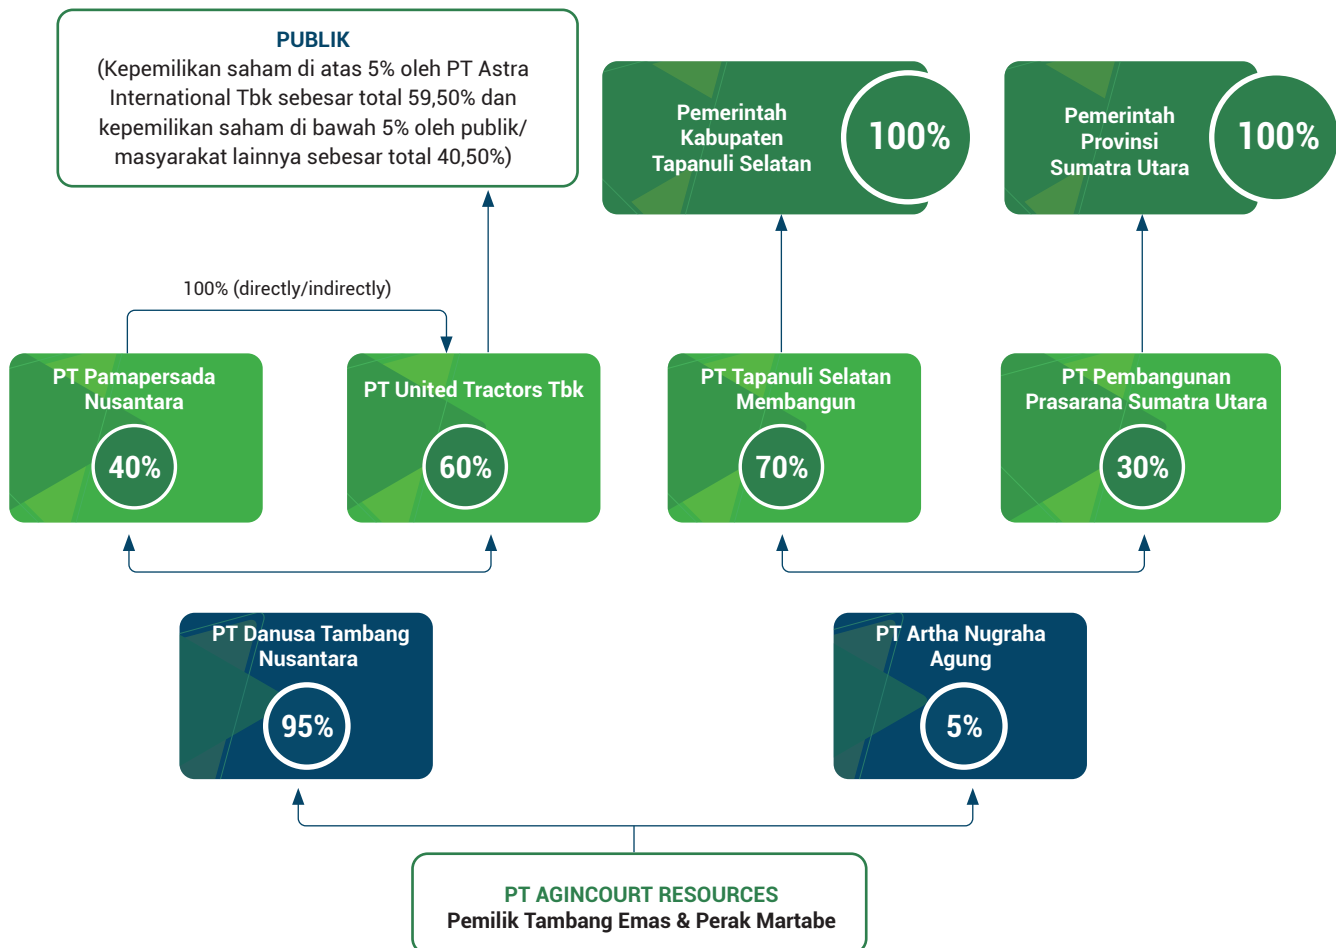 PUBLIK
(Kepemilikan saham di atas 5% oleh PT Astra
International Tbk sebesar total 59,50% dan
kepemilikan saham di bawah 5% oleh publik/
masyarakat lainnya sebesar total 40,50%)
Pemerintah
Kabupaten
Tapanuli Selatan
100%
Pemerintah
Provinsi
Sumatra Utara
100%
100% (directly/indirectly)
PT Pamapersada
Nusantara
40%
PT United Tractors Tbk
60%
PT Tapanuli Selatan
Membangun
70%
PT Pembangunan
Prasarana Sumatra Utara
30%
PT Danusa Tambang
Nusantara
95%
PT Artha Nugraha
Agung
5%
PT AGINCOURT RESOURCES
Pemilik Tambang Emas & Perak Martabe